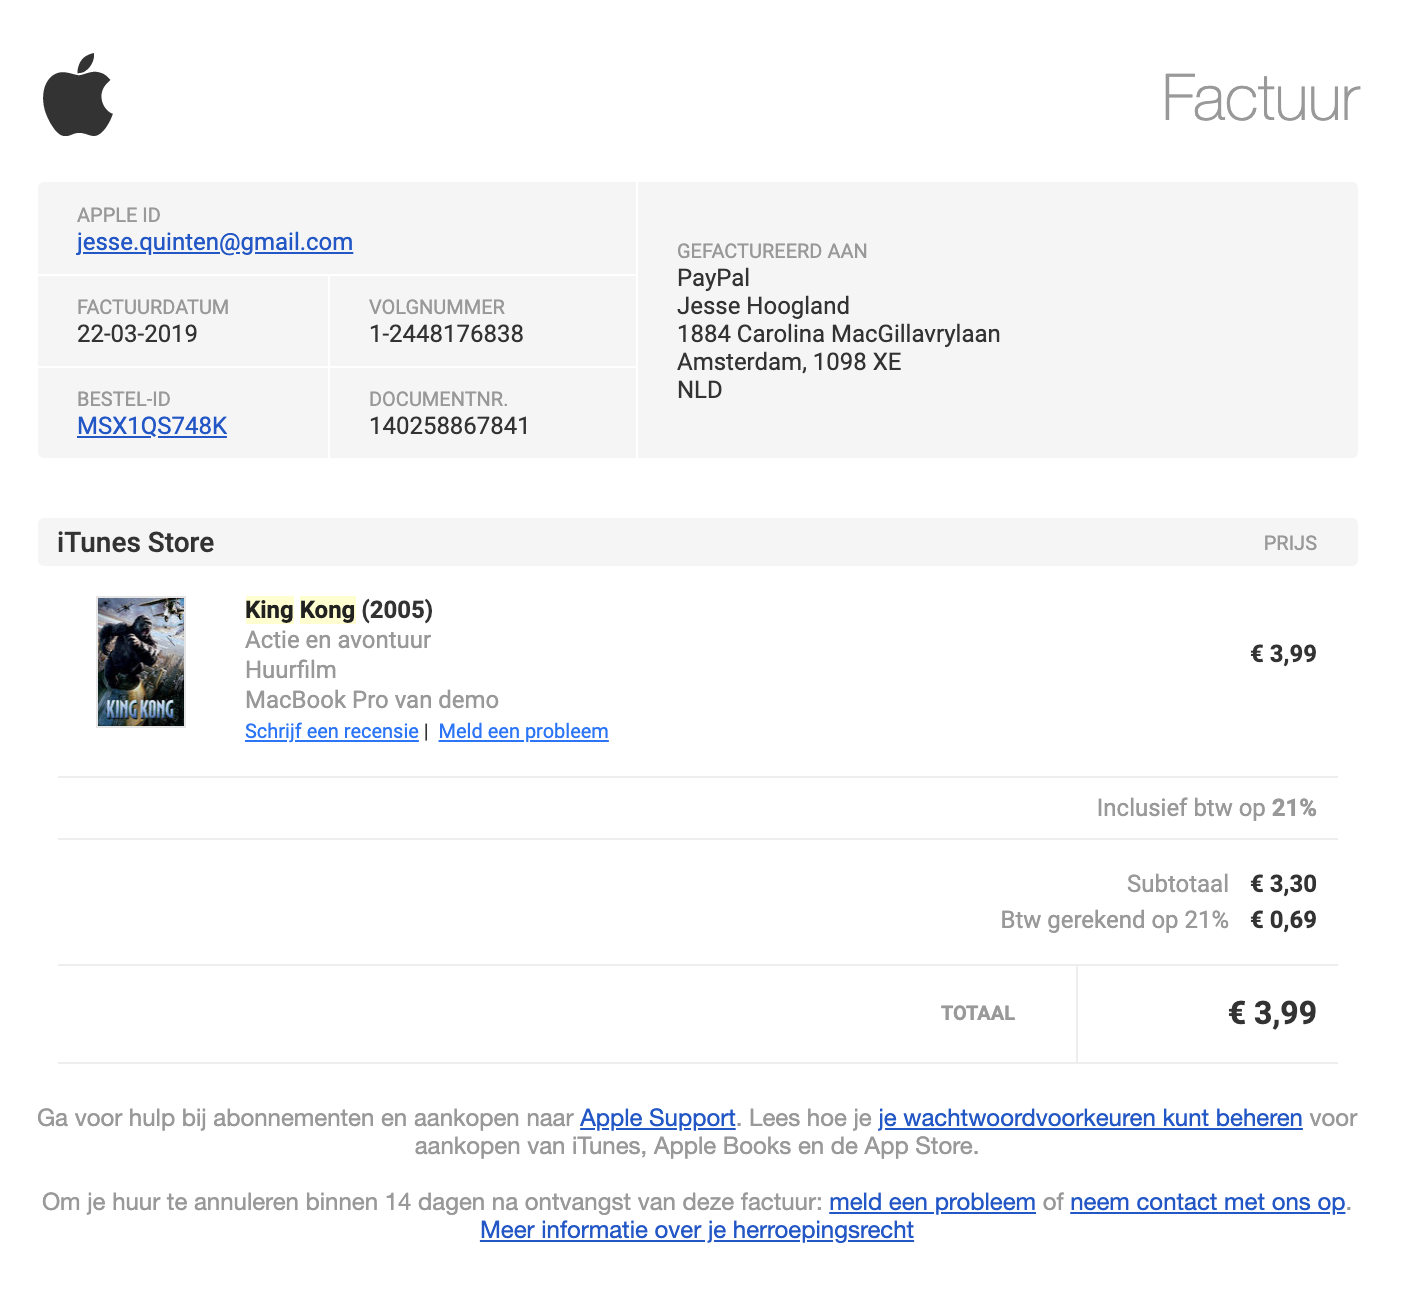 Factuur
APPLE ID
jesse.quinten@gmail.com
FACTUURDATUM
22-03-2019
VOLGNUMMER
1-2448176838
BESTEL-ID
MSX1QS748K
DOCUMENTNR.
140258867841
GEFACTUREERD AAN
PayPal
Jesse Hoogland
1884 Carolina MacGillavrylaan
Amsterdam, 1098 XE
NLD
iTunes Store PRIJS
KING KONG
King Kong (2005)
Actie en avontuur
Huurfilm
MacBook Pro van demo
Schrijf een recensie | Meld een probleem
€ 3,99
Inclusief btw op 21%
Subtotaal € 3,30
Btw gerekend op 21% € 0,69
TOTAAL € 3,99
Ga voor hulp bij abonnementen en aankopen naar Apple Support. Lees hoe je je wachtwoordvoorkeuren kunt beheren voor
aankopen van iTunes, Apple Books en de App Store.
Om je huur te annuleren binnen 14 dagen na ontvangst van deze factuur: meld een probleem of neem contact met ons op.
Meer informatie over je herroepingsrecht